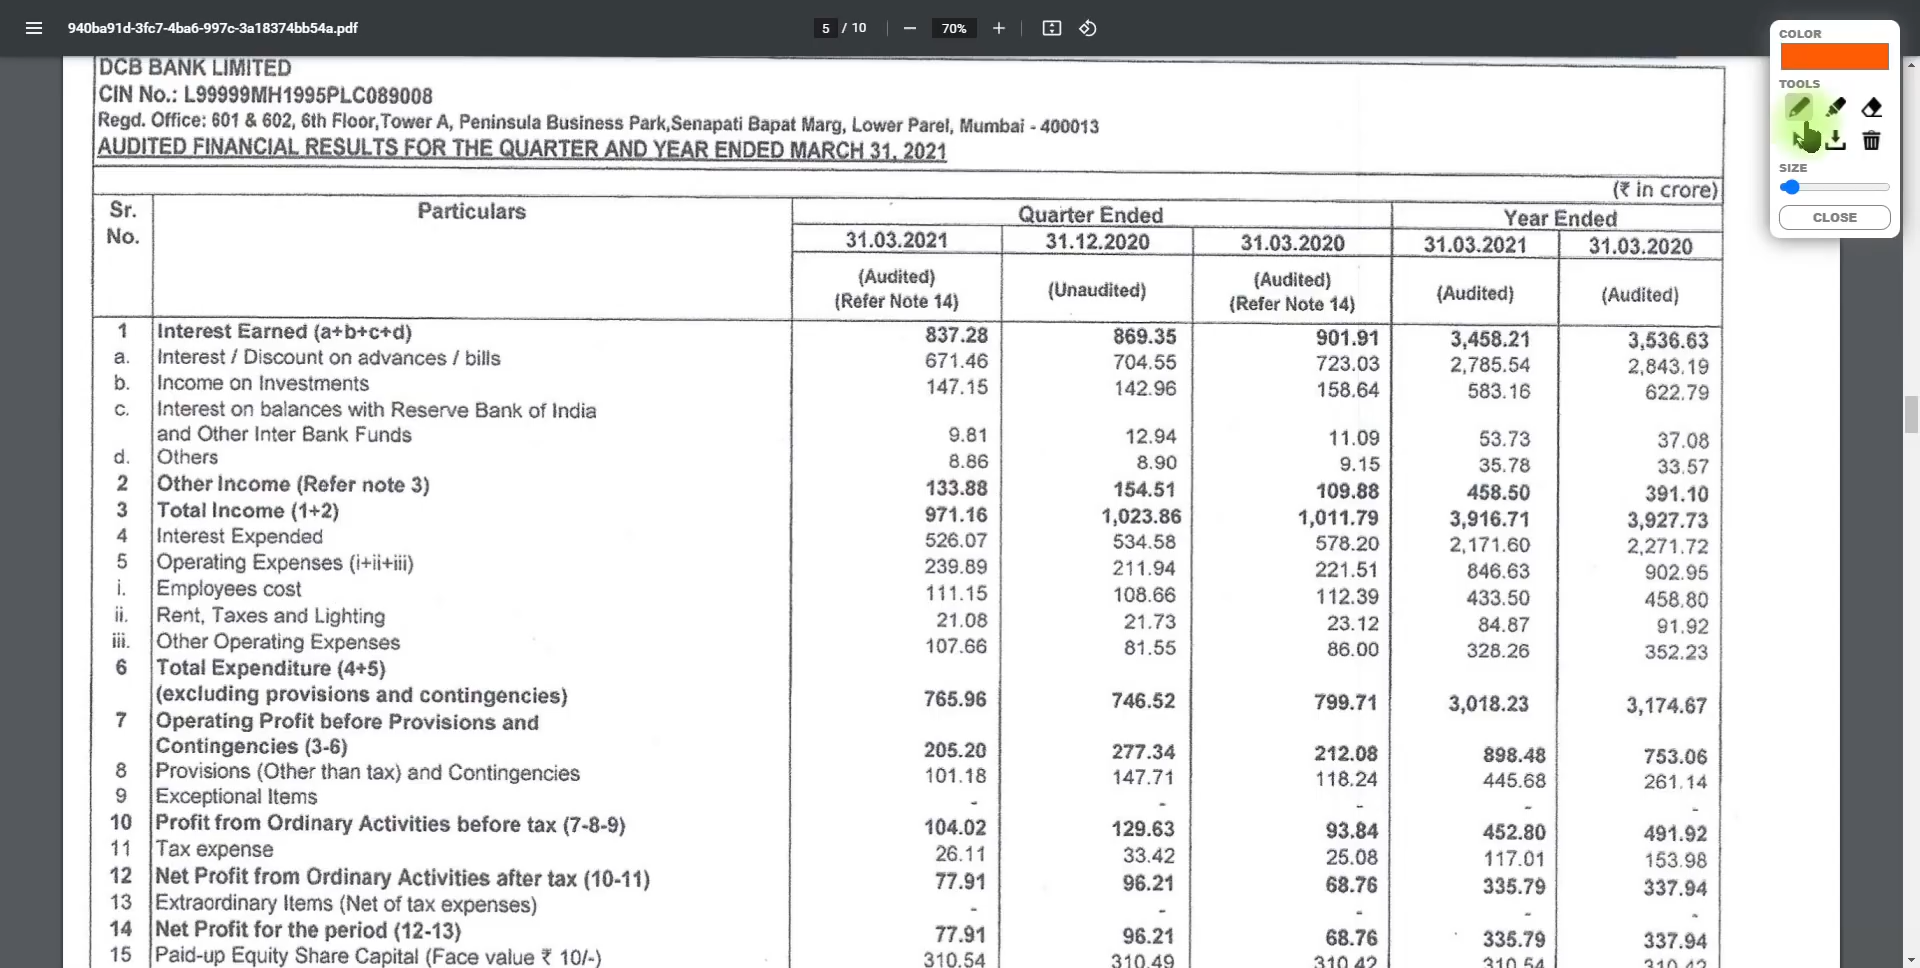 940ba91d-3fc7-4ba6-997c-3a18374bb54a.pdf
5 / 10
70%
COLOR
TOOLS
SIZE
CLOSE
DCB BANK LIMITED
CIN No.: L99999MH1995PLC089008
Regd. Office: 601 & 602, 6th Floor,Tower A, Peninsula Business Park,Senapati Bapat Marg, Lower Parel, Mumbai - 400013
AUDITED FINANCIAL RESULTS FOR THE QUARTER AND YEAR ENDED MARCH 31, 2021
(₹ in crore)
Sr. No. Particulars Quarter Ended Year Ended
31.03.2021 31.12.2020 31.03.2020 31.03.2021 31.03.2020
(Audited) (Refer Note 14) (Unaudited) (Audited) (Refer Note 14) (Audited) (Audited)
1 Interest Earned (a+b+c+d) 837.28 869.35 901.91 3,458.21 3,536.63
a. Interest / Discount on advances / bills 671.46 704.55 723.03 2,785.54 2,843.19
b. Income on Investments 147.15 142.96 158.64 583.16 622.79
c. Interest on balances with Reserve Bank of India
and Other Inter Bank Funds 9.81 12.94 11.09 53.73 37.08
d. Others 8.86 8.90 9.15 35.78 33.57
2 Other Income (Refer note 3) 133.88 154.51 109.88 458.50 391.10
3 Total Income (1+2) 971.16 1,023.86 1,011.79 3,916.71 3,927.73
4 Interest Expended 526.07 534.58 578.20 2,171.60 2,271.72
5 Operating Expenses (i+ii+iii) 239.89 211.94 221.51 846.63 902.95
i. Employees cost 111.15 108.66 112.39 433.50 458.80
ii. Rent, Taxes and Lighting 21.08 21.73 23.12 84.87 91.92
iii. Other Operating Expenses 107.66 81.55 86.00 328.26 352.23
6 Total Expenditure (4+5)
(excluding provisions and contingencies) 765.96 746.52 799.71 3,018.23 3,174.67
7 Operating Profit before Provisions and
Contingencies (3-6) 205.20 277.34 212.08 898.48 753.06
8 Provisions (Other than tax) and Contingencies 101.18 147.71 118.24 445.68 261.14
9 Exceptional Items - - - - -
10 Profit from Ordinary Activities before tax (7-8-9) 104.02 129.63 93.84 452.80 491.92
11 Tax expense 26.11 33.42 25.08 117.01 153.98
12 Net Profit from Ordinary Activities after tax (10-11) 77.91 96.21 68.76 335.79 337.94
13 Extraordinary Items (Net of tax expenses) - - - - -
14 Net Profit for the period (12-13) 77.91 96.21 68.76 335.79 337.94
15 Paid-up Equity Share Capital (Face value ₹ 10/-) 310.54 310.49 310.42 310.54 310.42